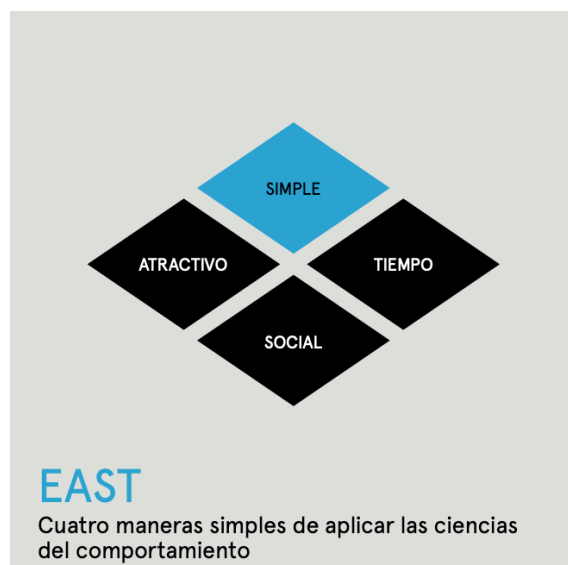 SIMPLE
ATRACTIVO
TIEMPO
SOCIAL
EAST
Cuatro maneras simples de aplicar las ciencias
del comportamiento